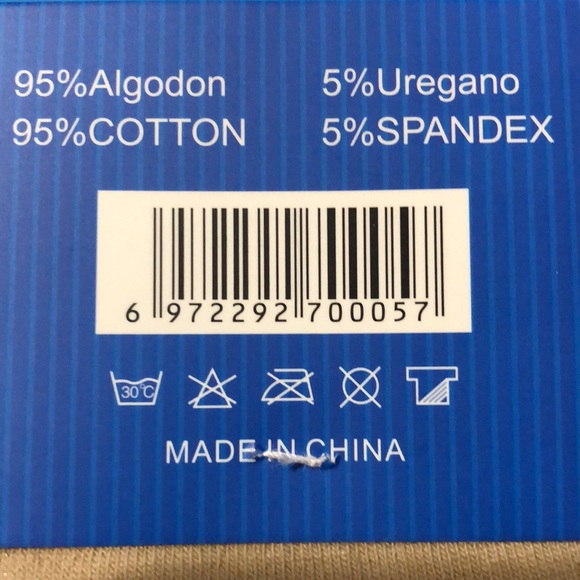 95%Algodon 5%Uregano
95%COTTON 5%SPANDEX
6 972292 700057
30°C
MADE IN CHINA